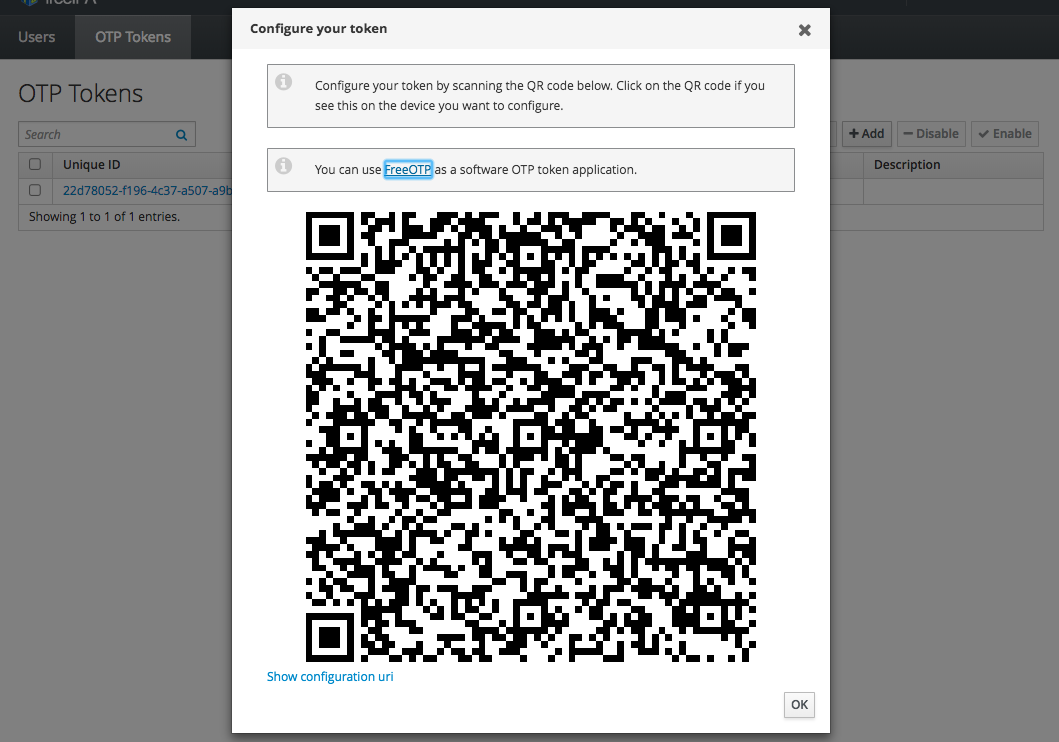 Users
OTP Tokens
Configure your token
OTP Tokens
Configure your token by scanning the QR code below. Click on the QR code if you
see this on the device you want to configure.
Search
Add
Disable
Enable
You can use FreeOTP as a software OTP token application.
Unique ID
Description
22d78052-f196-4c37-a507-a9b
Showing 1 to 1 of 1 entries.
Show configuration uri
OK